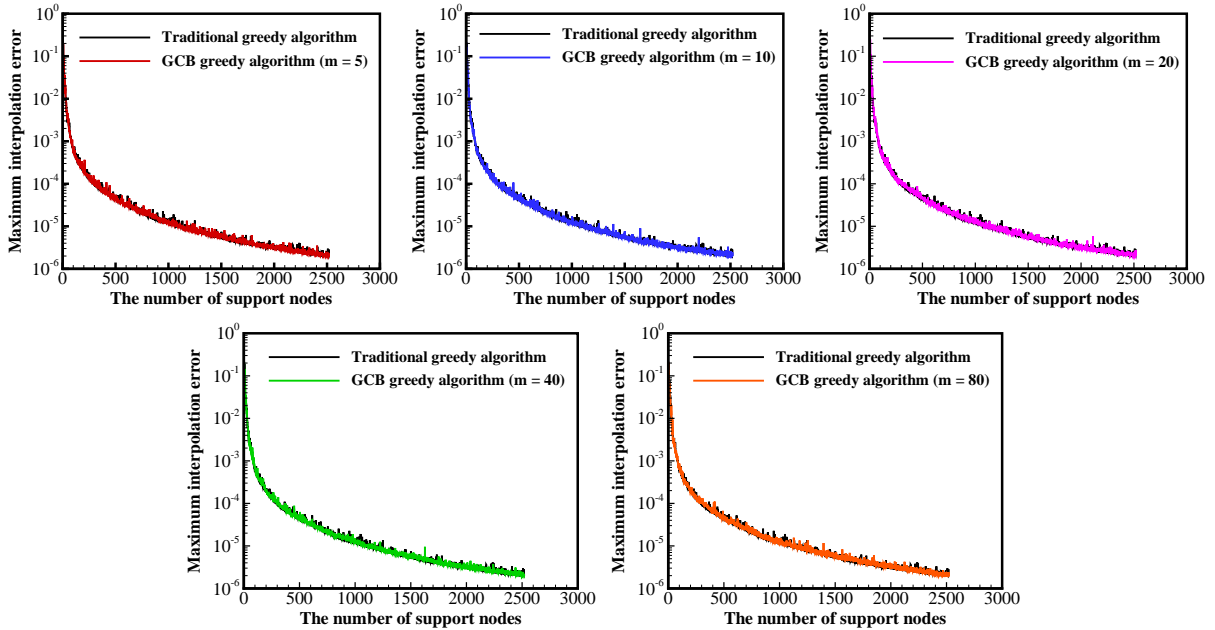 Maximum interpolation error
10^0
10^-1
10^-2
10^-3
10^-4
10^-5
10^-6
Traditional greedy algorithm
GCB greedy algorithm (m = 5)
0 500 1000 1500 2000 2500 3000
The number of support nodes
Maximum interpolation error
10^0
10^-1
10^-2
10^-3
10^-4
10^-5
10^-6
Traditional greedy algorithm
GCB greedy algorithm (m = 10)
0 500 1000 1500 2000 2500 3000
The number of support nodes
Maximum interpolation error
10^0
10^-1
10^-2
10^-3
10^-4
10^-5
10^-6
Traditional greedy algorithm
GCB greedy algorithm (m = 20)
0 500 1000 1500 2000 2500 3000
The number of support nodes
Maximum interpolation error
10^0
10^-1
10^-2
10^-3
10^-4
10^-5
10^-6
Traditional greedy algorithm
GCB greedy algorithm (m = 40)
0 500 1000 1500 2000 2500 3000
The number of support nodes
Maximum interpolation error
10^0
10^-1
10^-2
10^-3
10^-4
10^-5
10^-6
Traditional greedy algorithm
GCB greedy algorithm (m = 80)
0 500 1000 1500 2000 2500 3000
The number of support nodes